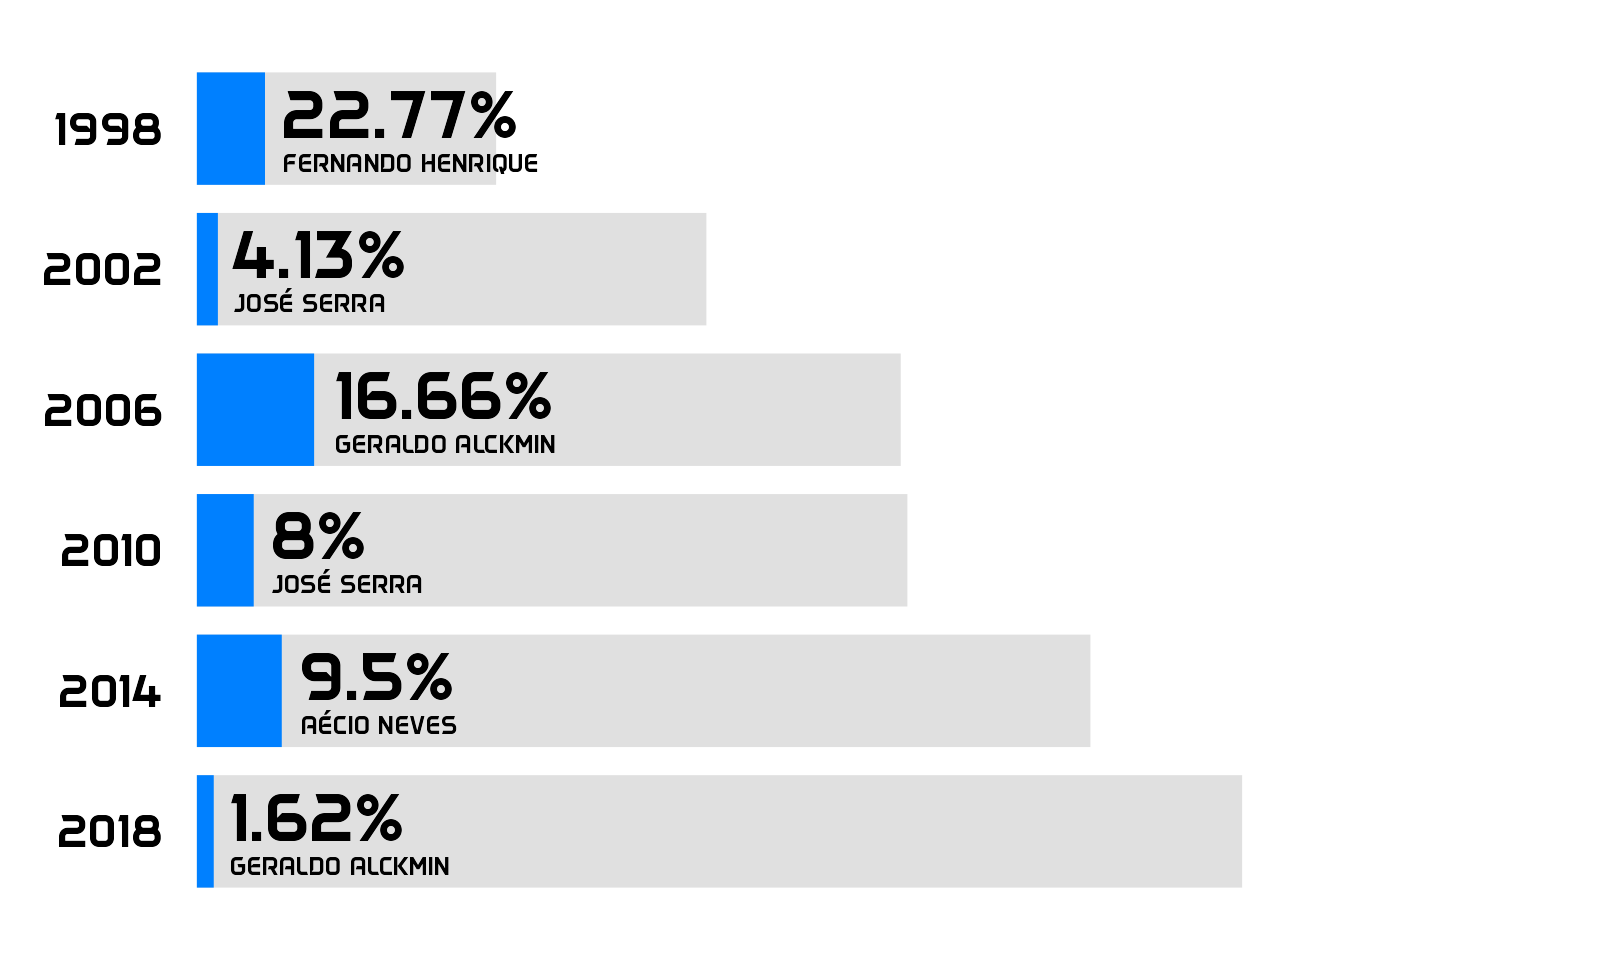 1998
22.77%
FERNANDO HENRIQUE
2002
4.13%
JOSÉ SERRA
2006
16.66%
GERALDO ALCKMIN
2010
8%
JOSÉ SERRA
2014
9.5%
AÉCIO NEVES
2018
1.62%
GERALDO ALCKMIN